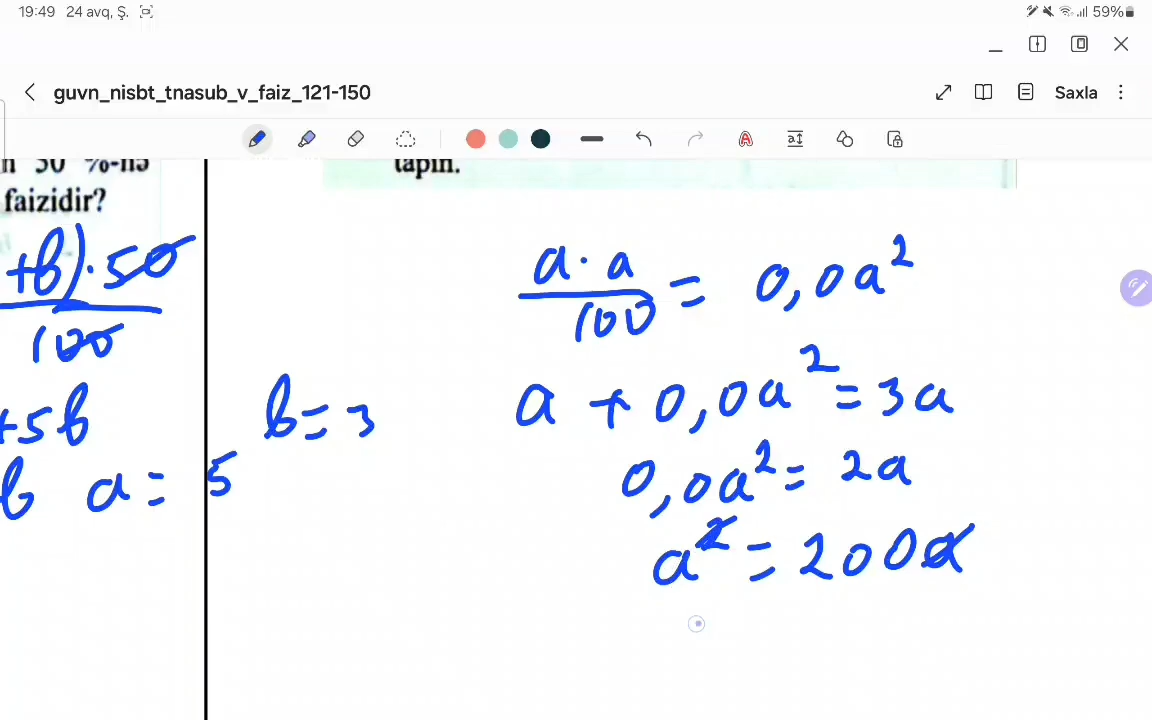 19:49 24 avq, Ş. 59%
guvn_nisbt_tnasub_v_faiz_121-150
Saxla
faizidir?
+b)·50
100
+5b
b a = 5
b = 3
tapın.
a · a / 100 = 0,0a²
a + 0,0a² = 3a
0,0a² = 2a
a² = 200a